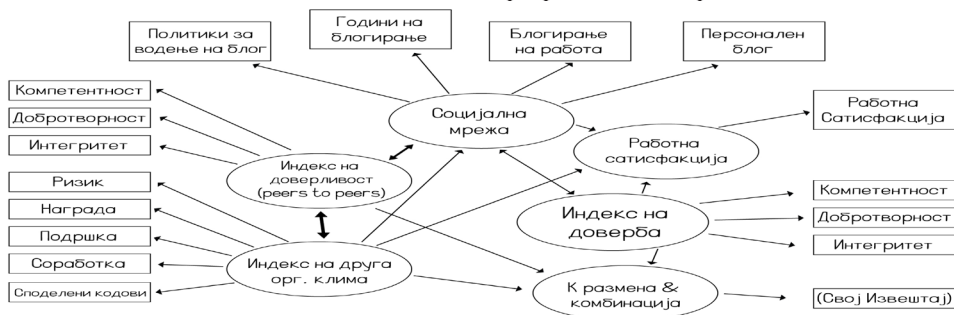 Политики за
водење на блог
Години на
блогирање
Блогирање
на работа
Персонален
блог
Компетентност
Добротворност
Интегритет
Социјална
мрежа
Работна
Сатисфакција
Работна
сатисфакција
Индекс на
доверливост
(peers to peers)
Ризик
Награда
Подршка
Соработка
Споделени кодови
Индекс на
доверба
Компетентност
Добротворност
Интегритет
Индекс на друга
орг. клима
К размена &
комбинација
(Свој Извештај)